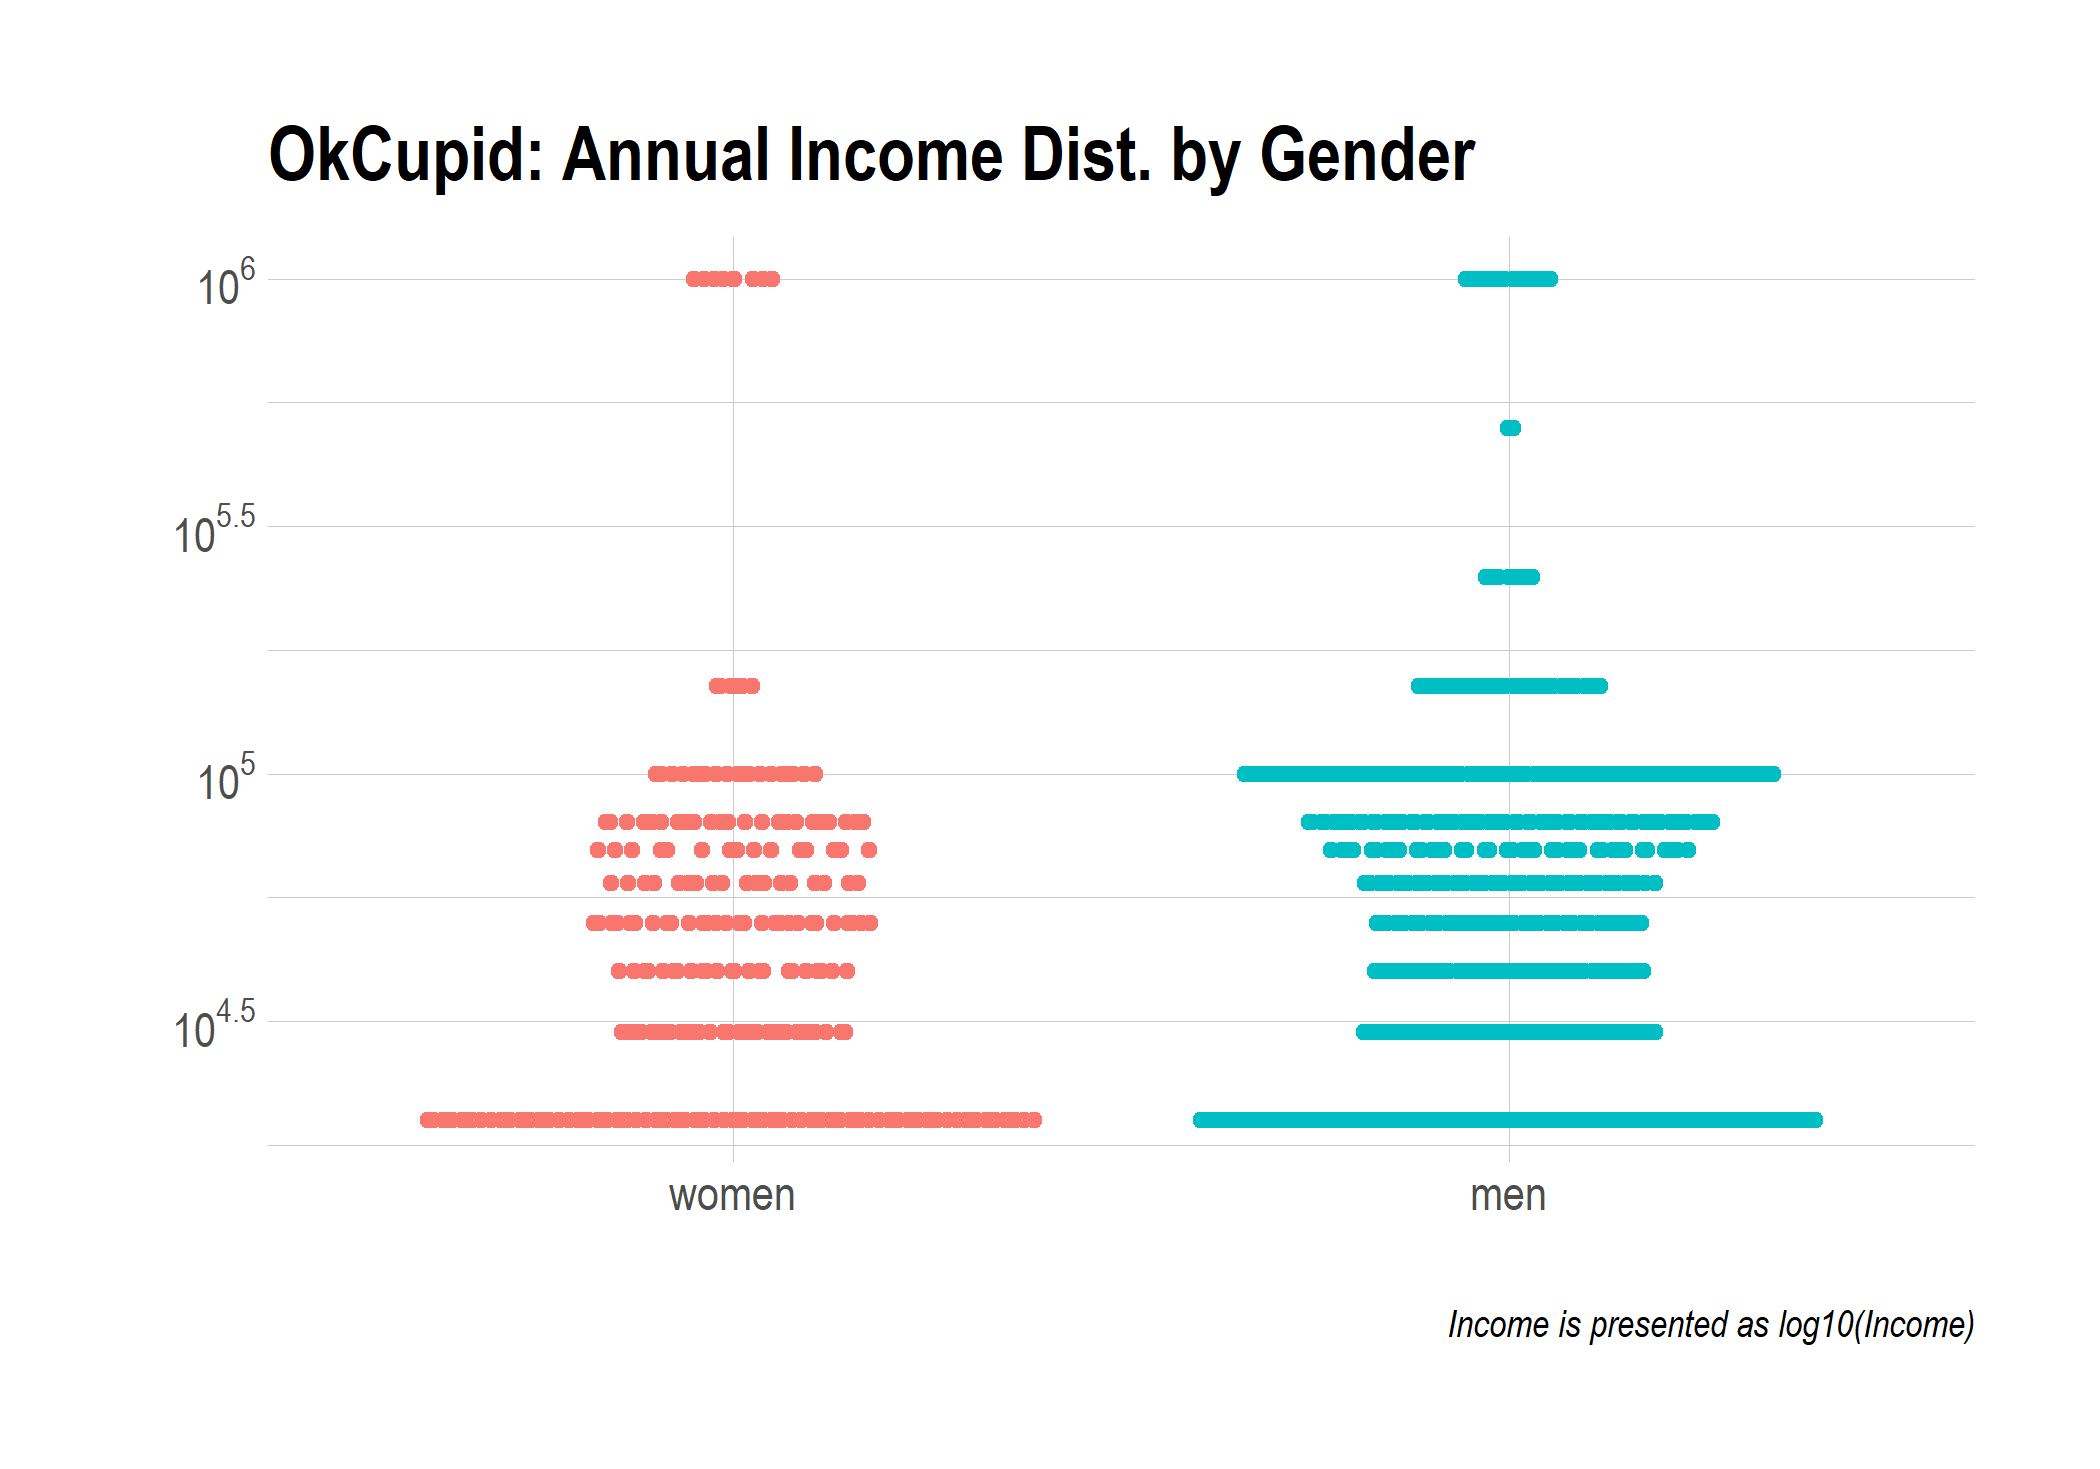 OkCupid: Annual Income Dist. by Gender
10^6
10^5.5
10^5
10^4.5
women men
Income is presented as log10(Income)